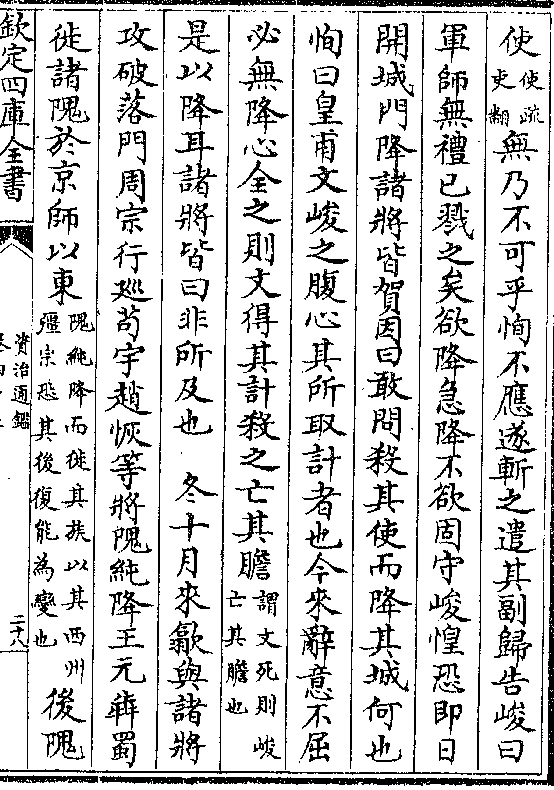 使使疏吏翻無乃不可乎恂不應遂斬之遣其副歸告峻曰
軍師無禮已戮之矣欲降急降不欲固守峻惶恐即日
開城門降諸將皆賀因曰敢問殺其使而降其城何也
恂曰皇甫文峻之腹心其所取計者也今來辭意不屈
必無降心全之則文得其計殺之亡其膽謂文死則峻亡其膽也
是以降耳諸將皆曰非所及也 冬十月來歙與諸將
攻破落門周宗行廵茍宇趙恢等將隗純降王元犇蜀
徙諸隗於京師以東隗純降而徙其族以其西州彊宗恐其後復能為變也後隗
欽定四庫全書
資治通鑑
二十八